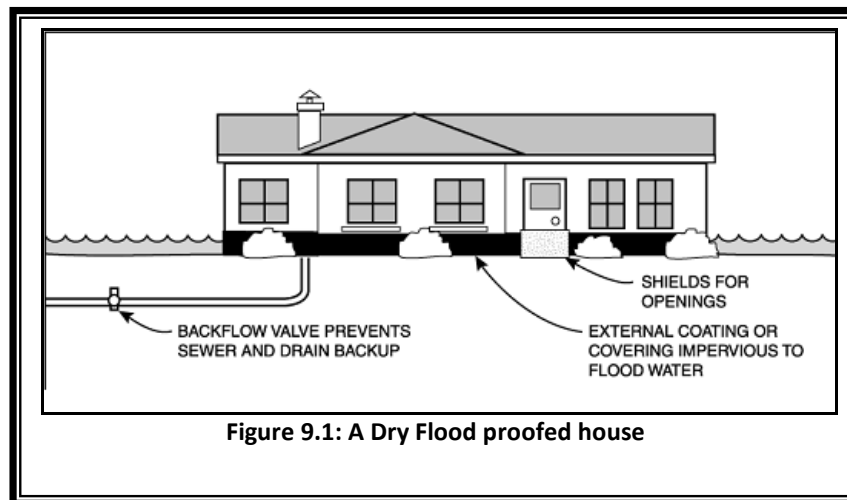 SHIELDS FOR
OPENINGS
BACKFLOW VALVE PREVENTS
SEWER AND DRAIN BACKUP
EXTERNAL COATING OR
COVERING IMPERVIOUS TO
FLOOD WATER
Figure 9.1: A Dry Flood proofed house